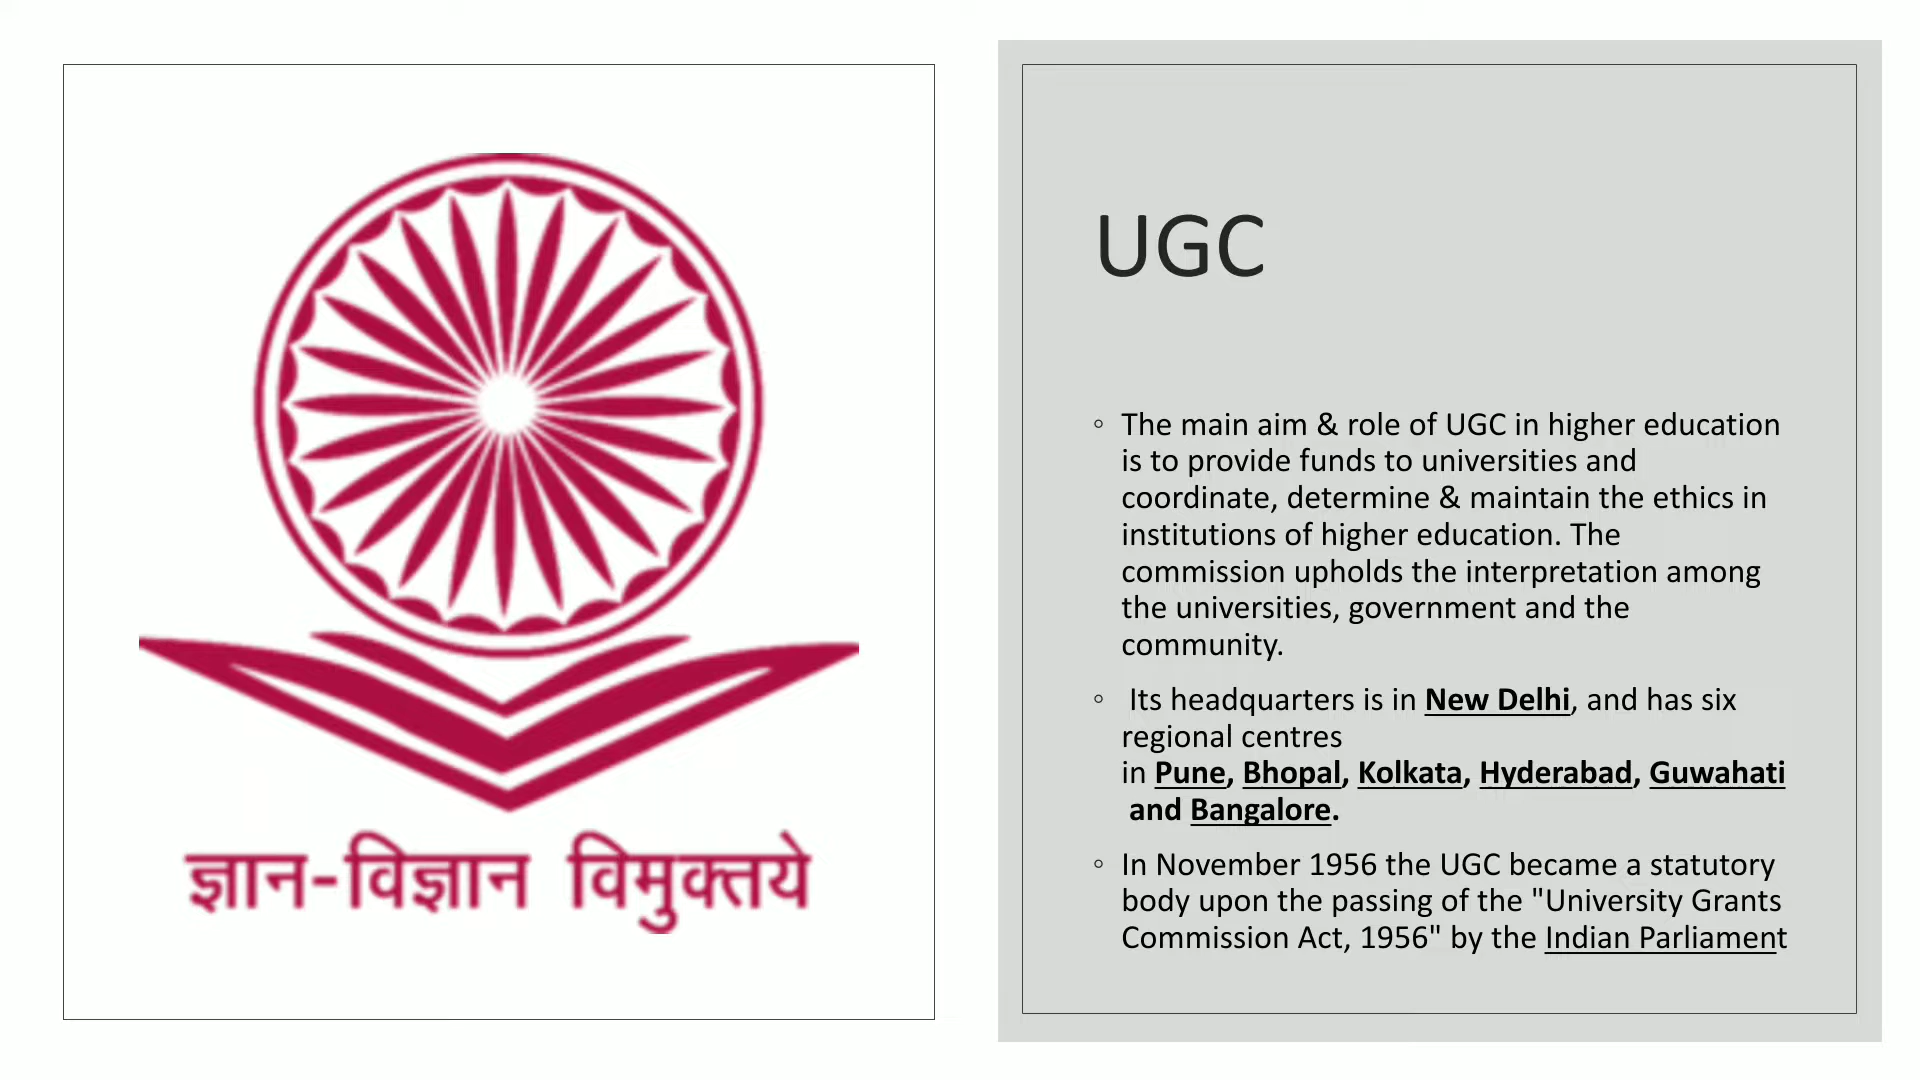 ज्ञान-विज्ञान विमुक्तये
UGC
◦ The main aim & role of UGC in higher education
is to provide funds to universities and
coordinate, determine & maintain the ethics in
institutions of higher education. The
commission upholds the interpretation among
the universities, government and the
community.
◦ Its headquarters is in New Delhi, and has six
regional centres
in Pune, Bhopal, Kolkata, Hyderabad, Guwahati
and Bangalore.
◦ In November 1956 the UGC became a statutory
body upon the passing of the "University Grants
Commission Act, 1956" by the Indian Parliament